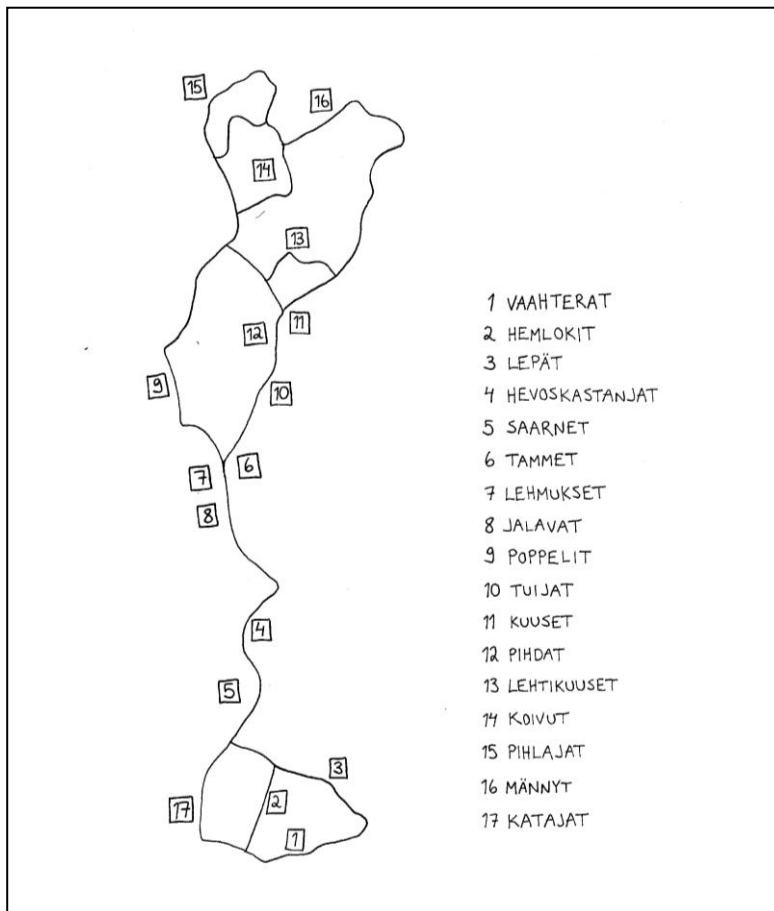 15
16
14
13
12
11
9
10
7
6
8
4
5
3
17
2
1
1 VAAHTERAT
2 HEMLOKIT
3 LEPÄT
4 HEVOSKASTANJAT
5 SAARNET
6 TAMMET
7 LEHMUKSET
8 JALAVAT
9 POPPELIT
10 TUIJAT
11 KUUSET
12 PIHDAT
13 LEHTIKUUSET
14 KOIVUT
15 PIHLAJAT
16 MÄNNYT
17 KATAJAT